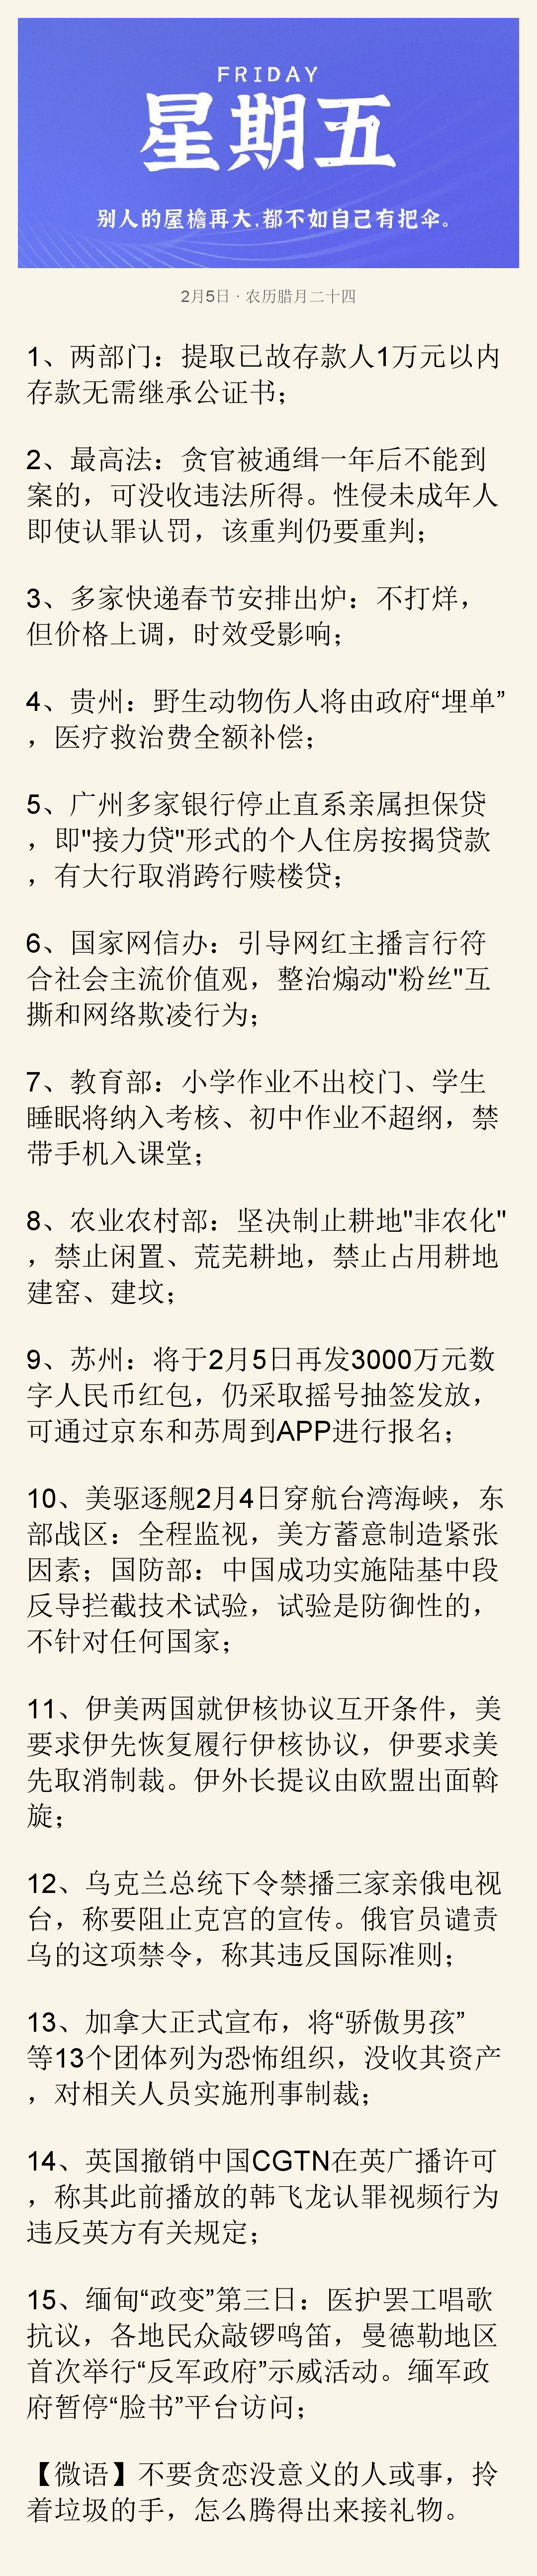 FRIDAY
星期五
别人的屋檐再大,都不如自己有把伞。
2月5日 · 农历腊月二十四
1、两部门：提取已故存款人1万元以内
存款无需继承公证书；
2、最高法：贪官被通缉一年后不能到
案的，可没收违法所得。性侵未成年人
即使认罪认罚，该重判仍要重判；
3、多家快递春节安排出炉：不打烊，
但价格上调，时效受影响；
4、贵州：野生动物伤人将由政府“埋单”
，医疗救治费全额补偿；
5、广州多家银行停止直系亲属担保贷
，即"接力贷"形式的个人住房按揭贷款
，有大行取消跨行赎楼贷；
6、国家网信办：引导网红主播言行符
合社会主流价值观，整治煽动"粉丝"互
撕和网络欺凌行为；
7、教育部：小学作业不出校门、学生
睡眠将纳入考核、初中作业不超纲，禁
带手机入课堂；
8、农业农村部：坚决制止耕地"非农化"
，禁止闲置、荒芜耕地，禁止占用耕地
建窑、建坟；
9、苏州：将于2月5日再发3000万元数
字人民币红包，仍采取摇号抽签发放，
可通过京东和苏周到APP进行报名；
10、美驱逐舰2月4日穿航台湾海峡，东
部战区：全程监视，美方蓄意制造紧张
因素；国防部：中国成功实施陆基中段
反导拦截技术试验，试验是防御性的，
不针对任何国家；
11、伊美两国就伊核协议互开条件，美
要求伊先恢复履行伊核协议，伊要求美
先取消制裁。伊外长提议由欧盟出面斡
旋；
12、乌克兰总统下令禁播三家亲俄电视
台，称要阻止克宫的宣传。俄官员谴责
乌的这项禁令，称其违反国际准则；
13、加拿大正式宣布，将“骄傲男孩”
等13个团体列为恐怖组织，没收其资产
，对相关人员实施刑事制裁；
14、英国撤销中国CGTN在英广播许可
，称其此前播放的韩飞龙认罪视频行为
违反英方有关规定；
15、缅甸“政变”第三日：医护罢工唱歌
抗议，各地民众敲锣鸣笛，曼德勒地区
首次举行“反军政府”示威活动。缅军政
府暂停“脸书”平台访问；
【微语】不要贪恋没意义的人或事，拎
着垃圾的手，怎么腾得出来接礼物。